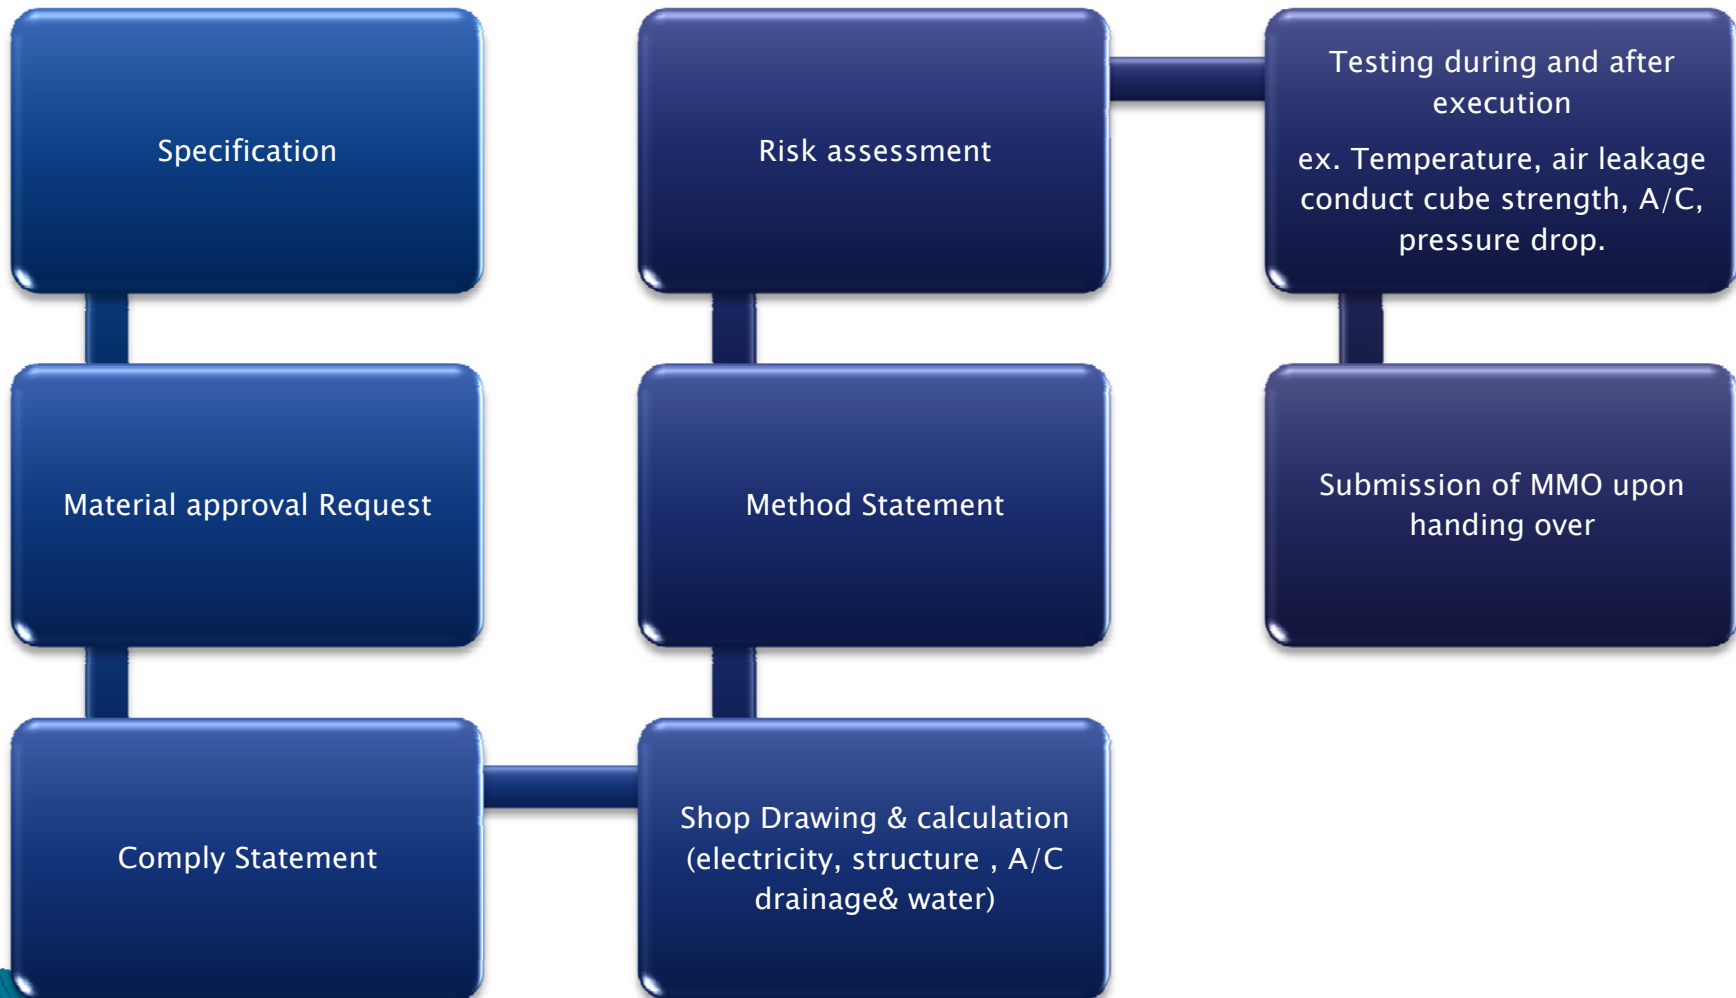 Specification
Material approval Request
Comply Statement
Shop Drawing & calculation
(electricity, structure , A/C
drainage& water)
Method Statement
Risk assessment
Testing during and after
execution
ex. Temperature, air leakage
conduct cube strength, A/C,
pressure drop.
Submission of MMO upon
handing over